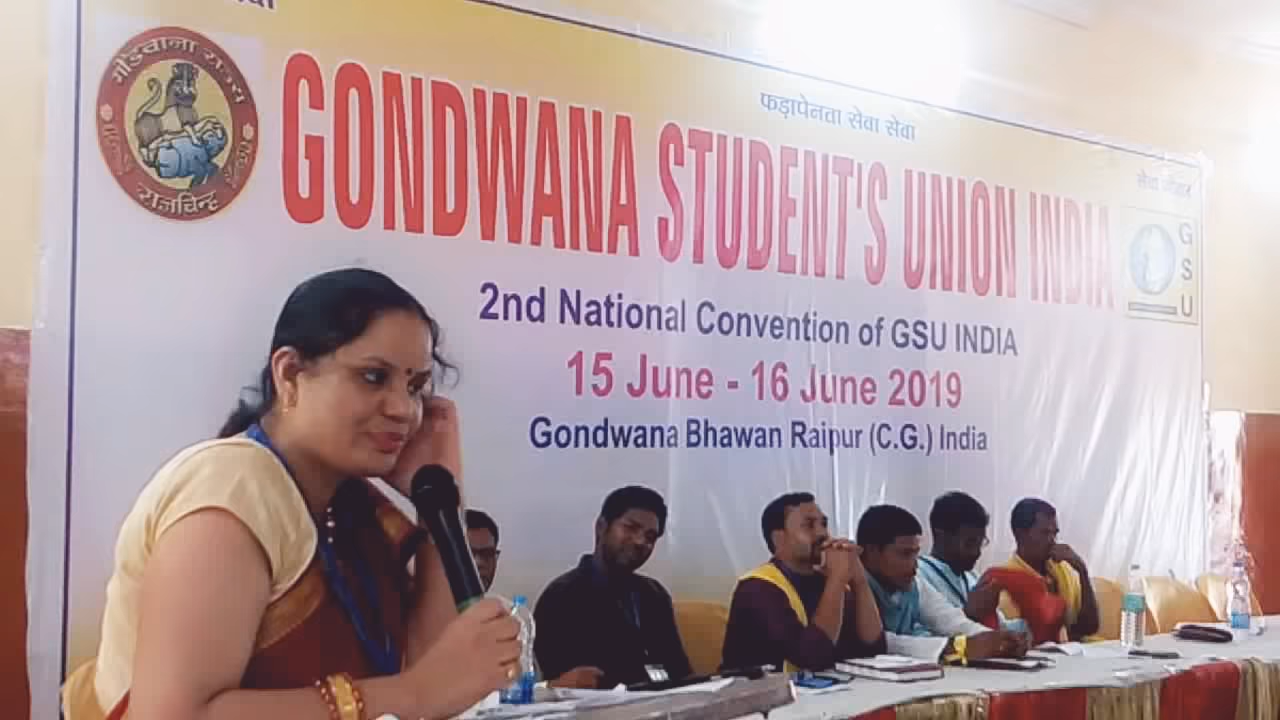 गोंडवाना राज्य
राजचिन्ह
GONDWANA STUDENT'S UNION INDIA
फड़ापेनता सेवा सेवा
सेवा जोहार
G
S
U
2nd National Convention of GSU INDIA
15 June - 16 June 2019
Gondwana Bhawan Raipur (C.G.) India